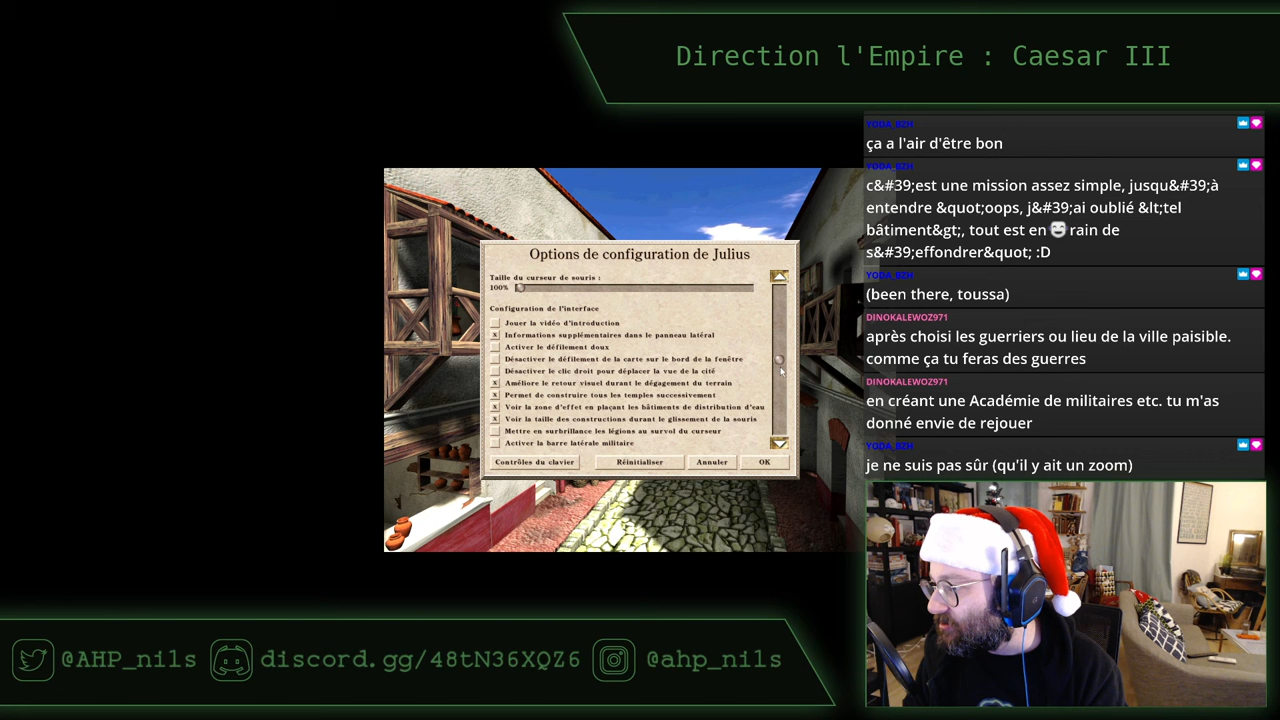 Direction l'Empire : Caesar III
YODA_BZH
ça a l'air d'être bon
YODA_BZH
c&#39;est une mission assez simple, jusqu&#39;à
entendre &quot;oops, j&#39;ai oublié &lt;tel
bâtiment&gt;, tout est en rain de
s&#39;effondrer&quot; :D
YODA_BZH
(been there, toussa)
DINOKALEWOZ971
après choisi les guerriers ou lieu de la ville paisible.
comme ça tu feras des guerres
DINOKALEWOZ971
en créant une Académie de militaires etc. tu m'as
donné envie de rejouer
YODA_BZH
je ne suis pas sûr (qu'il y ait un zoom)
Options de configuration de Julius
Taille du curseur de souris :
100%
Configuration de l'interface
Jouer la vidéo d'introduction
x Informations supplémentaires dans le panneau latéral
Activer le défilement doux
Désactiver le défilement de la carte sur le bord de la fenêtre
Désactiver le clic droit pour déplacer la vue de la cité
x Améliore le retour visuel durant le dégagement du terrain
x Permet de construire tous les temples successivement
x Voir la zone d'effet en plaçant les bâtiments de distribution d'eau
x Voir la taille des constructions durant le glissement de la souris
Mettre en surbrillance les légions au survol du curseur
Activer la barre latérale militaire
Contrôles du clavier Réinitialiser Annuler OK
@AHP_nils discord.gg/48tN36XQZ6 @ahp_nils